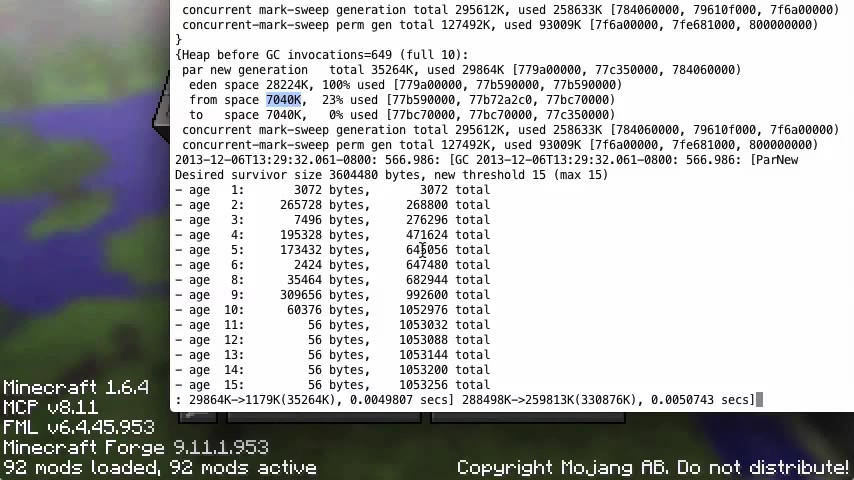 concurrent mark-sweep generation total 295612K, used 258633K [784060000, 79610f000, 7f6a00000)
concurrent mark-sweep perm gen total 127492K, used 93009K [7f6a00000, 7fe681000, 800000000)
}
{Heap before GC invocations=649 (full 10):
par new generation   total 35264K, used 29864K [779a00000, 77c350000, 784060000)
eden space 28224K, 100% used [779a00000, 77b590000, 77b590000)
from space 7040K,  23% used [77b590000, 77b72a2c0, 77bc70000)
to   space 7040K,   0% used [77bc70000, 77bc70000, 77c350000)
concurrent mark-sweep generation total 295612K, used 258633K [784060000, 79610f000, 7f6a00000)
concurrent mark-sweep perm gen total 127492K, used 93009K [7f6a00000, 7fe681000, 800000000)
2013-12-06T13:29:32.061-0800: 566.986: [GC 2013-12-06T13:29:32.061-0800: 566.986: [ParNew
Desired survivor size 3604480 bytes, new threshold 15 (max 15)
- age   1:       3072 bytes,       3072 total
- age   2:     265728 bytes,     268800 total
- age   3:       7496 bytes,     276296 total
- age   4:     195328 bytes,     471624 total
- age   5:     173432 bytes,     645056 total
- age   6:       2424 bytes,     647480 total
- age   8:      35464 bytes,     682944 total
- age   9:     309656 bytes,     992600 total
- age  10:      60376 bytes,    1052976 total
- age  11:         56 bytes,    1053032 total
- age  12:         56 bytes,    1053088 total
- age  13:         56 bytes,    1053144 total
- age  14:         56 bytes,    1053200 total
- age  15:         56 bytes,    1053256 total
: 29864K->1179K(35264K), 0.0049807 secs] 288498K->259813K(330876K), 0.0050743 secs]
Minecraft 1.6.4
MCP v8.11
FML v6.4.45.953
Minecraft Forge 9.11.1.953
92 mods loaded, 92 mods active
Copyright Mojang AB. Do not distribute!